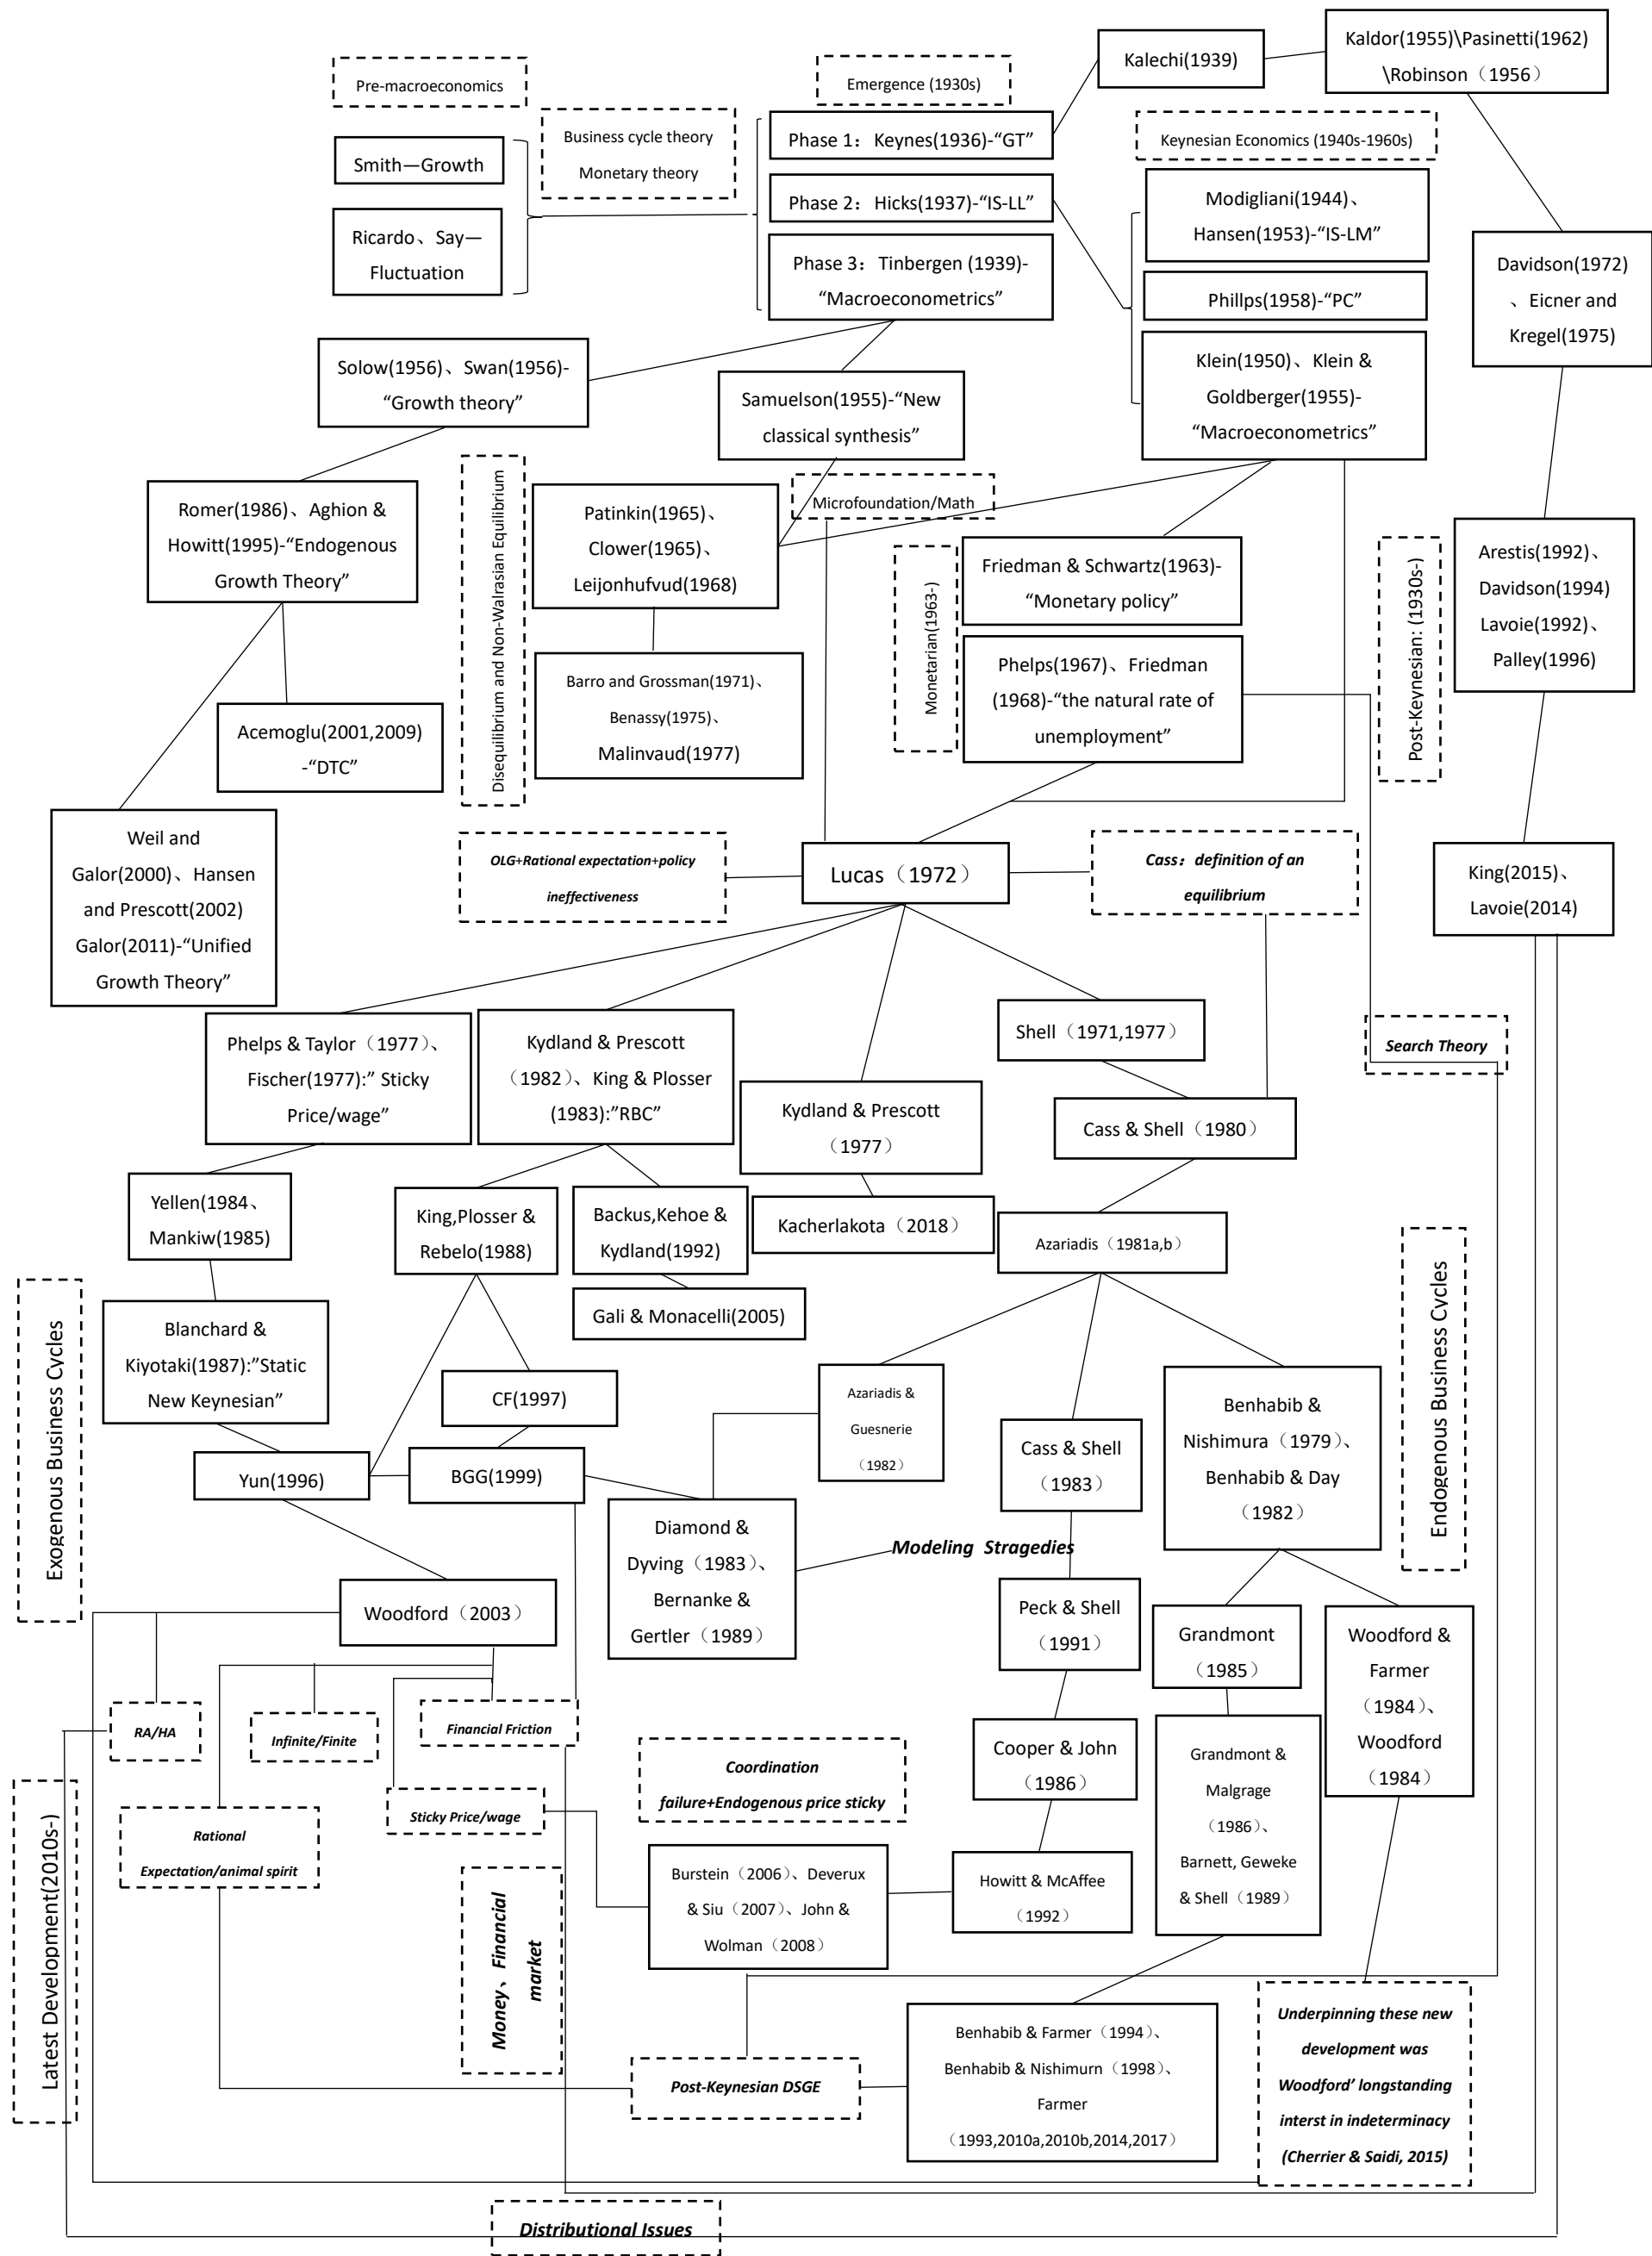 Kalechi(1939)
Kaldor(1955)\Pasinetti(1962)
\Robinson（1956）
Pre-macroeconomics
Emergence (1930s)
Business cycle theory
Monetary theory
Smith—Growth
Ricardo、Say—
Fluctuation
Phase 1：Keynes(1936)-“GT”
Phase 2：Hicks(1937)-“IS-LL”
Phase 3：Tinbergen (1939)-
“Macroeconometrics”
Keynesian Economics (1940s-1960s)
Modigliani(1944)、
Hansen(1953)-“IS-LM”
Phillps(1958)-“PC”
Klein(1950)、Klein &
Goldberger(1955)-
“Macroeconometrics”
Davidson(1972)
、Eicner and
Kregel(1975)
Solow(1956)、Swan(1956)-
“Growth theory”
Samuelson(1955)-“New
classical synthesis”
Romer(1986)、Aghion &
Howitt(1995)-“Endogenous
Growth Theory”
Disequilibrium and Non-Walrasian Equilibrium
Patinkin(1965)、
Clower(1965)、
Leijonhufvud(1968)
Microfoundation/Math
Friedman & Schwartz(1963)-
“Monetary policy”
Monetarian(1963-)
Phelps(1967)、Friedman
(1968)-“the natural rate of
unemployment”
Post-Keynesian: (1930s-)
Arestis(1992)、
Davidson(1994)
Lavoie(1992)、
Palley(1996)
Barro and Grossman(1971)、
Benassy(1975)、
Malinvaud(1977)
Acemoglu(2001,2009)
-“DTC”
Weil and
Galor(2000)、Hansen
and Prescott(2002)
Galor(2011)-“Unified
Growth Theory”
OLG+Rational expectation+policy
ineffectiveness
Lucas（1972）
Cass：definition of an
equilibrium
King(2015)、
Lavoie(2014)
Phelps & Taylor（1977）、
Fischer(1977):” Sticky
Price/wage”
Kydland & Prescott
（1982）、King & Plosser
(1983):”RBC”
Kydland & Prescott
（1977）
Shell（1971,1977）
Search Theory
Cass & Shell（1980）
Yellen(1984、
Mankiw(1985)
King,Plosser &
Rebelo(1988)
Backus,Kehoe &
Kydland(1992)
Kacherlakota（2018）
Azariadis（1981a,b）
Exogenous Business Cycles
Endogenous Business Cycles
Blanchard &
Kiyotaki(1987):”Static
New Keynesian”
Gali & Monacelli(2005)
CF(1997)
Azariadis &
Guesnerie
（1982）
Cass & Shell
（1983）
Benhabib &
Nishimura（1979）、
Benhabib & Day
（1982）
Yun(1996)
BGG(1999)
Diamond &
Dyving（1983）、
Bernanke &
Gertler（1989）
Modeling Stragedies
Woodford（2003）
Peck & Shell
（1991）
Grandmont
（1985）
Woodford &
Farmer
（1984）、
Woodford
（1984）
RA/HA
Infinite/Finite
Financial Friction
Cooper & John
（1986）
Grandmont &
Malgrage
（1986）、
Barnett, Geweke
& Shell（1989）
Coordination
failure+Endogenous price sticky
Sticky Price/wage
Rational
Expectation/animal spirit
Latest Development(2010s-)
Money、Financial
market
Burstein（2006）、Deverux
& Siu（2007）、John &
Wolman（2008）
Howitt & McAffee
（1992）
Post-Keynesian DSGE
Benhabib & Farmer（1994）、
Benhabib & Nishimurn（1998）、
Farmer
（1993,2010a,2010b,2014,2017）
Underpinning these new
development was
Woodford’ longstanding
interst in indeterminacy
(Cherrier & Saidi, 2015)
Distributional Issues